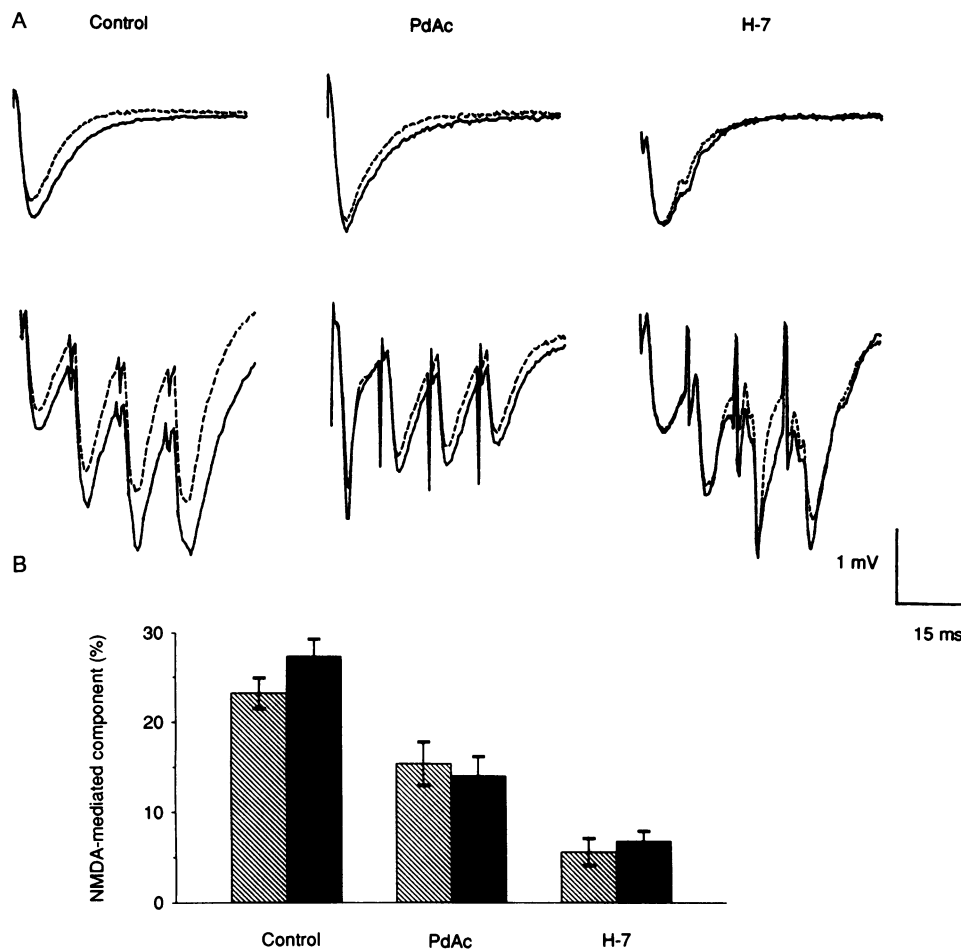 A
Control PdAc H-7
1 mV
15 ms
B
NMDA-mediated component (%)
30
20
10
0
Control PdAc H-7